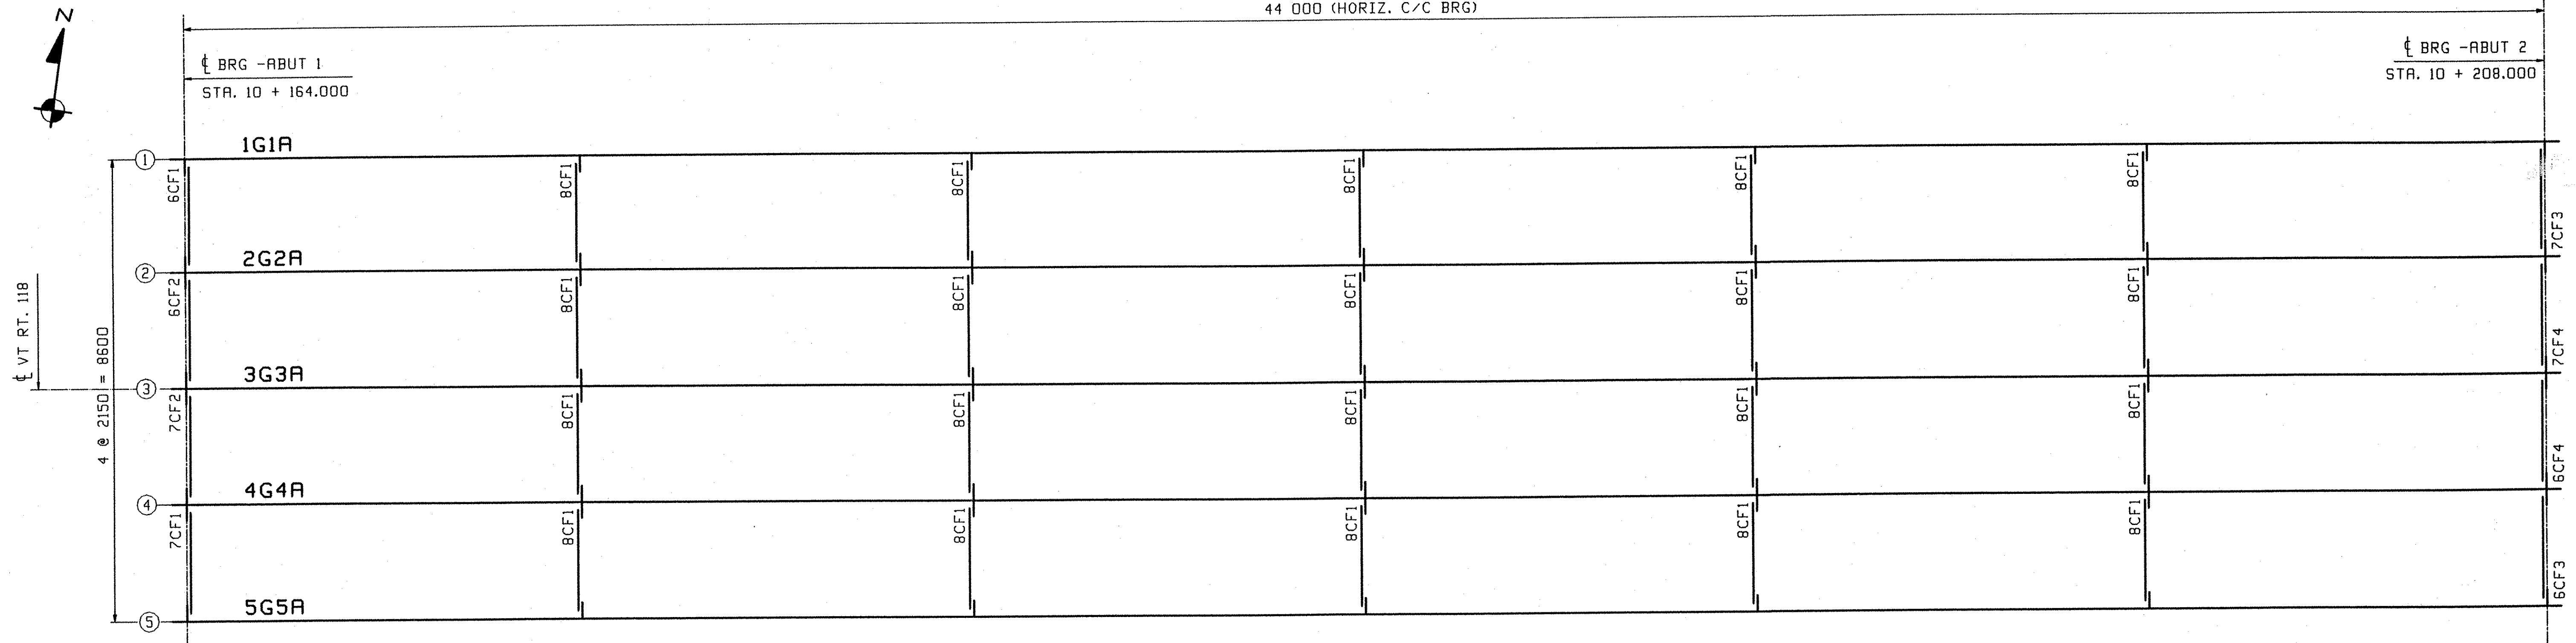 44 000 (HORIZ. C/C BRG)
N
℄ BRG -ABUT 1
STA. 10 + 164.000
℄ BRG -ABUT 2
STA. 10 + 208.000
1 1G1A
6CF1 8CF1 8CF1 8CF1 8CF1 8CF1 7CF3
2 2G2A
6CF2 8CF1 8CF1 8CF1 8CF1 8CF1 7CF4
℄ VT RT. 118
4 @ 2150 = 8600
3 3G3A
7CF2 8CF1 8CF1 8CF1 8CF1 8CF1 6CF4
4 4G4A
7CF1 8CF1 8CF1 8CF1 8CF1 8CF1 6CF3
5 5G5A